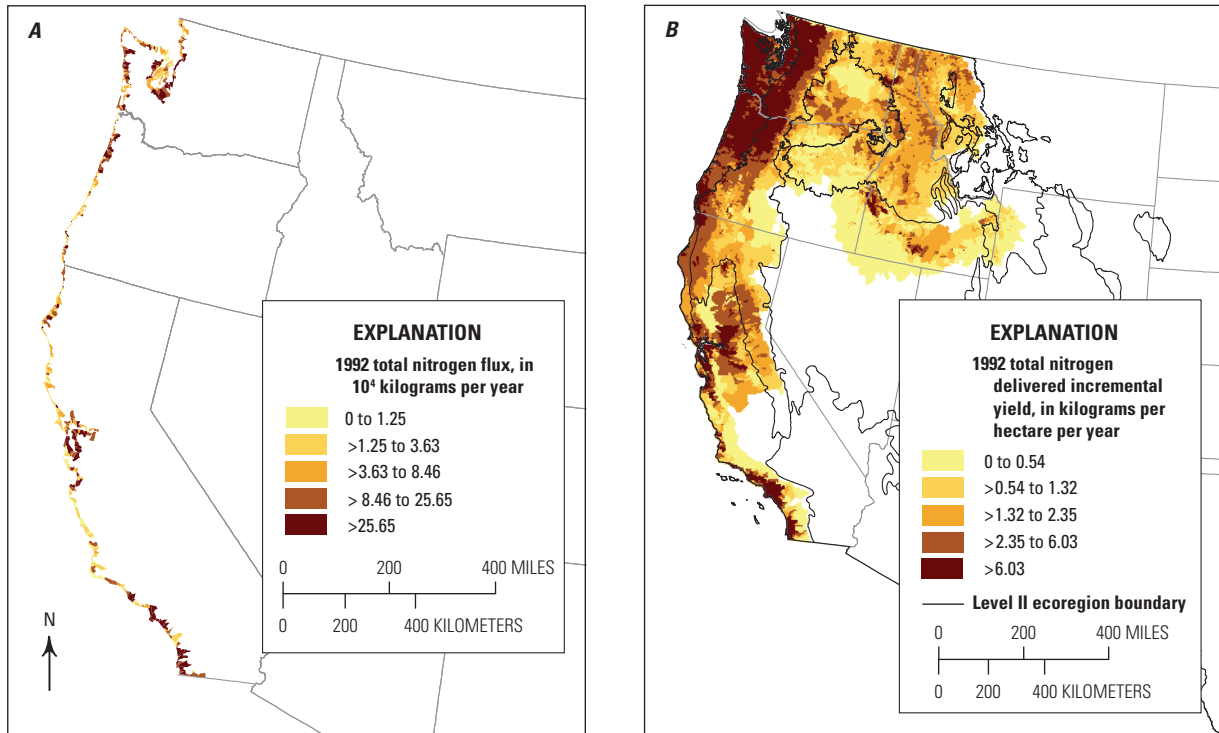 A
EXPLANATION
1992 total nitrogen flux, in
10⁴ kilograms per year
0 to 1.25
>1.25 to 3.63
>3.63 to 8.46
> 8.46 to 25.65
>25.65
0 200 400 MILES
0 200 400 KILOMETERS
N
B
EXPLANATION
1992 total nitrogen
delivered incremental
yield, in kilograms per
hectare per year
0 to 0.54
>0.54 to 1.32
>1.32 to 2.35
>2.35 to 6.03
>6.03
Level II ecoregion boundary
0 200 400 MILES
0 200 400 KILOMETERS